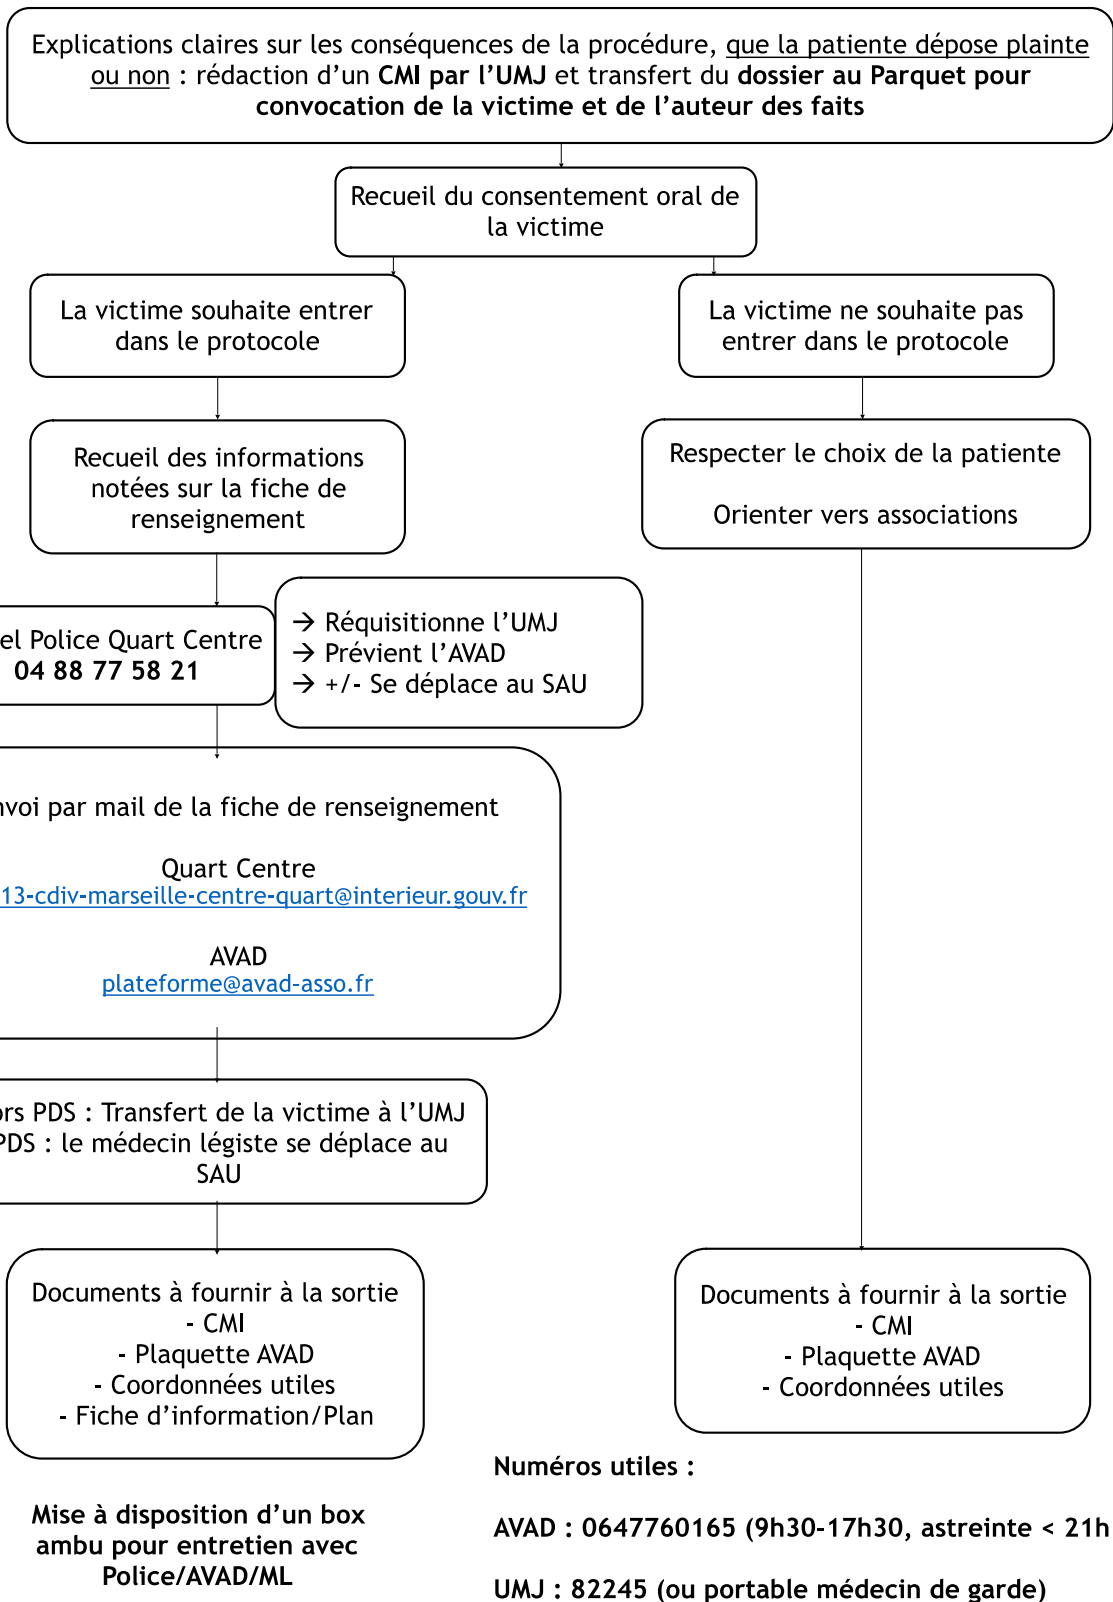 Explications claires sur les conséquences de la procédure, que la patiente dépose plainte
ou non : rédaction d’un CMI par l’UMJ et transfert du dossier au Parquet pour
convocation de la victime et de l’auteur des faits
Recueil du consentement oral de
la victime
La victime souhaite entrer
dans le protocole
La victime ne souhaite pas
entrer dans le protocole
Recueil des informations
notées sur la fiche de
renseignement
Respecter le choix de la patiente
Orienter vers associations
el Police Quart Centre
04 88 77 58 21
→ Réquisitionne l’UMJ
→ Prévient l’AVAD
→ +/- Se déplace au SAU
nvoi par mail de la fiche de renseignement
Quart Centre
13-cdiv-marseille-centre-quart@interieur.gouv.fr
AVAD
plateforme@avad-asso.fr
ors PDS : Transfert de la victime à l’UMJ
PDS : le médecin légiste se déplace au
SAU
Documents à fournir à la sortie
- CMI
- Plaquette AVAD
- Coordonnées utiles
- Fiche d’information/Plan
Documents à fournir à la sortie
- CMI
- Plaquette AVAD
- Coordonnées utiles
Mise à disposition d’un box
ambu pour entretien avec
Police/AVAD/ML
Numéros utiles :
AVAD : 0647760165 (9h30-17h30, astreinte < 21h
UMJ : 82245 (ou portable médecin de garde)